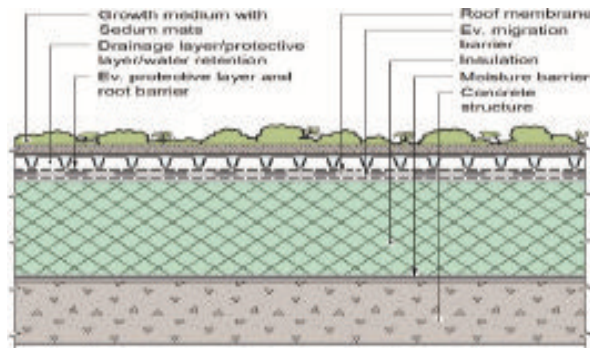 Growth medium with
Sedum mats
Drainage layer/protective
layer/water retention
Ev. protective layer and
root barrier
Roof membrane
Ev. migration
barrier
Insulation
Moisture barrier
Concrete
structure